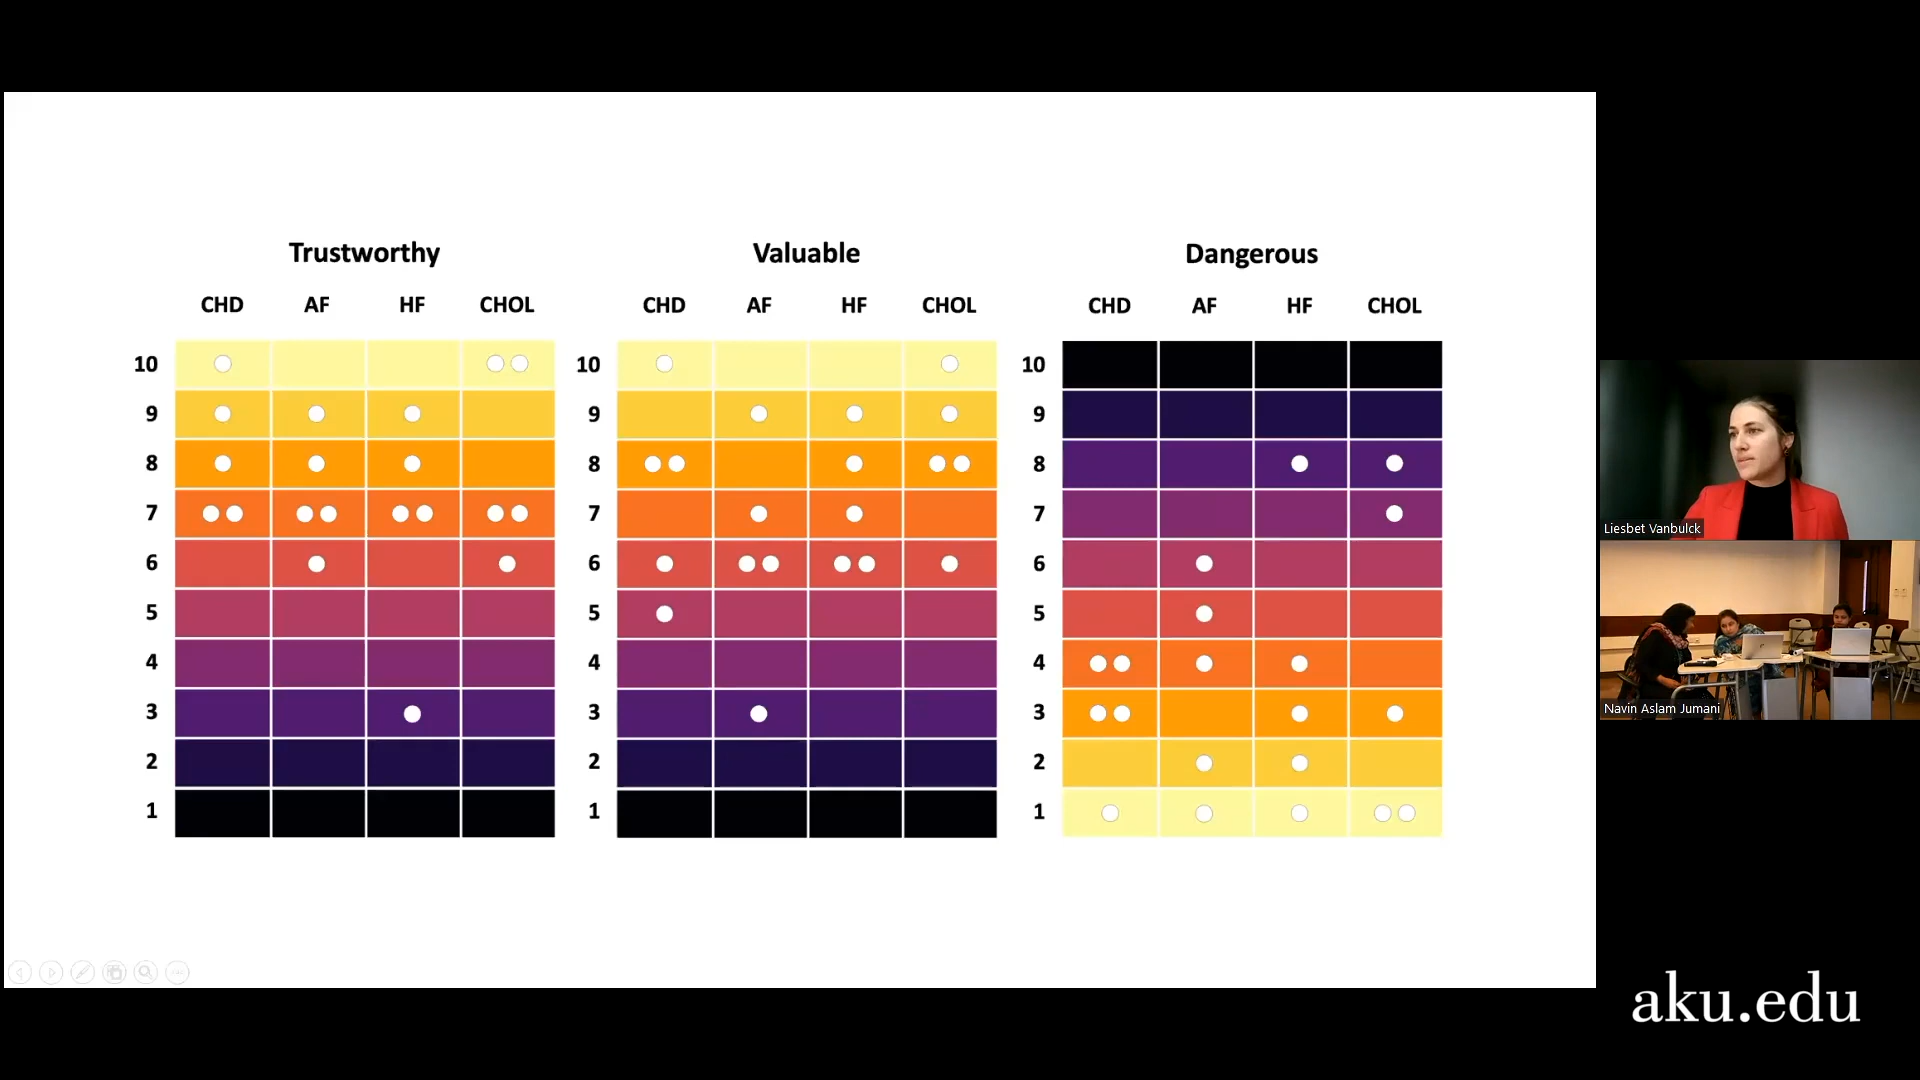 Trustworthy Valuable Dangerous
CHD AF HF CHOL CHD AF HF CHOL CHD AF HF CHOL
10 10 10
9 9 9
8 8 8
7 7 7
6 6 6
5 5 5
4 4 4
3 3 3
2 2 2
1 1 1
Liesbet Vanbulck
Navin Aslam Jumani
aku.edu